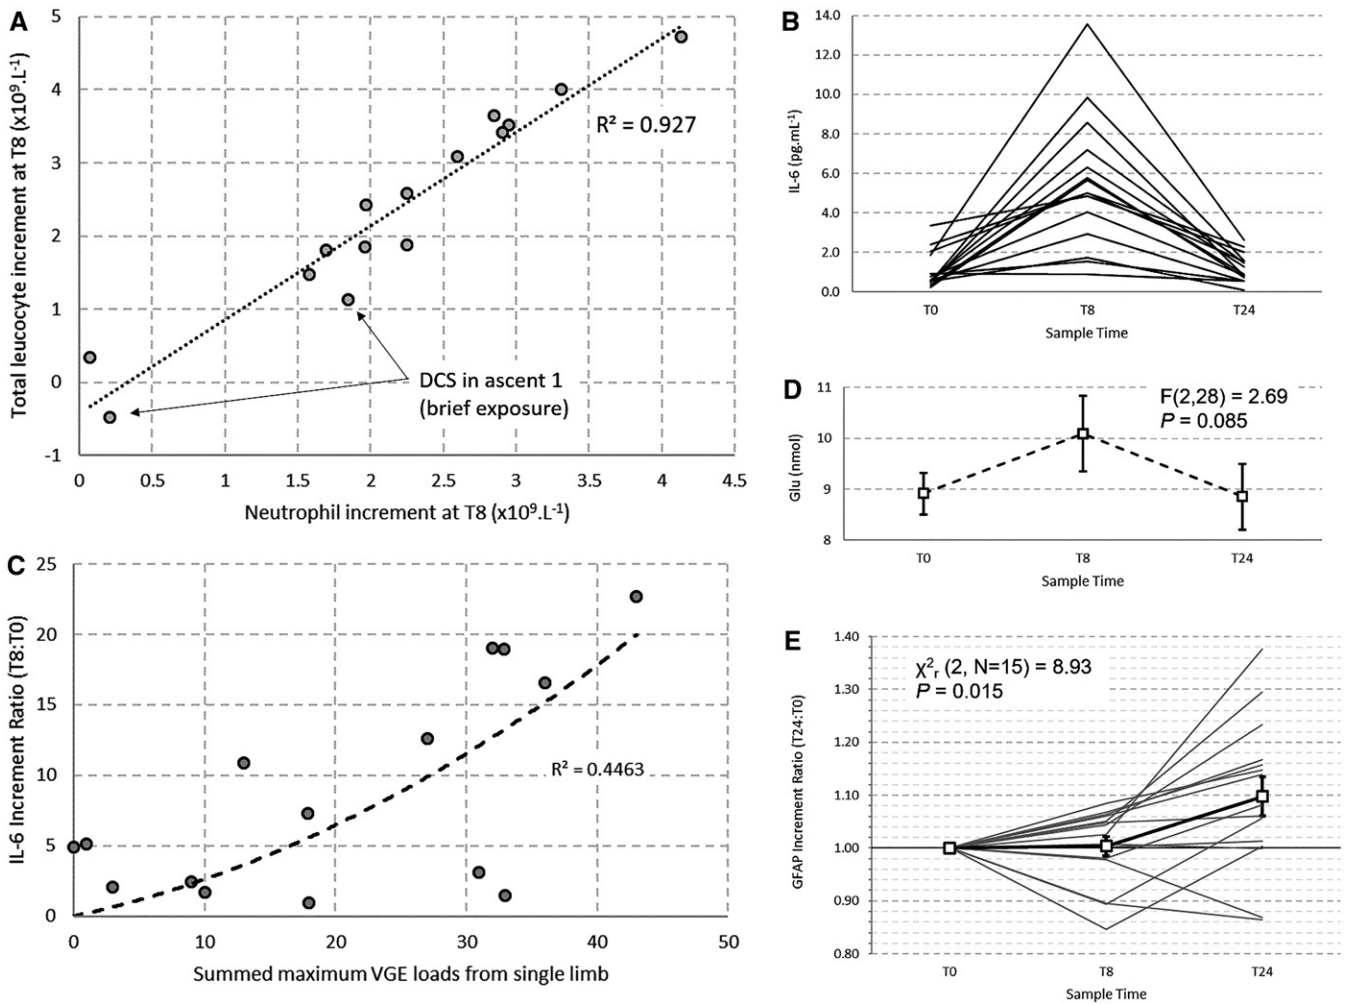 A
Total leucocyte increment at T8 (x10⁹.L⁻¹)
5
4
3
2
1
0
-1
R² = 0.927
DCS in ascent 1
(brief exposure)
0 0.5 1 1.5 2 2.5 3 3.5 4 4.5
Neutrophil increment at T8 (x10⁹.L⁻¹)
B
IL-6 (pg.mL⁻¹)
14.0
12.0
10.0
8.0
6.0
4.0
2.0
0.0
T0 T8 T24
Sample Time
C
IL-6 Increment Ratio (T8:T0)
25
20
15
10
5
0
R² = 0.4463
0 10 20 30 40 50
Summed maximum VGE loads from single limb
D
Glu (nmol)
11
10
9
8
F(2,28) = 2.69
P = 0.085
T0 T8 T24
Sample Time
E
GFAP Increment Ratio (T24:T0)
1.40
1.30
1.20
1.10
1.00
0.90
0.80
χ²ᵣ (2, N=15) = 8.93
P = 0.015
T0 T8 T24
Sample Time